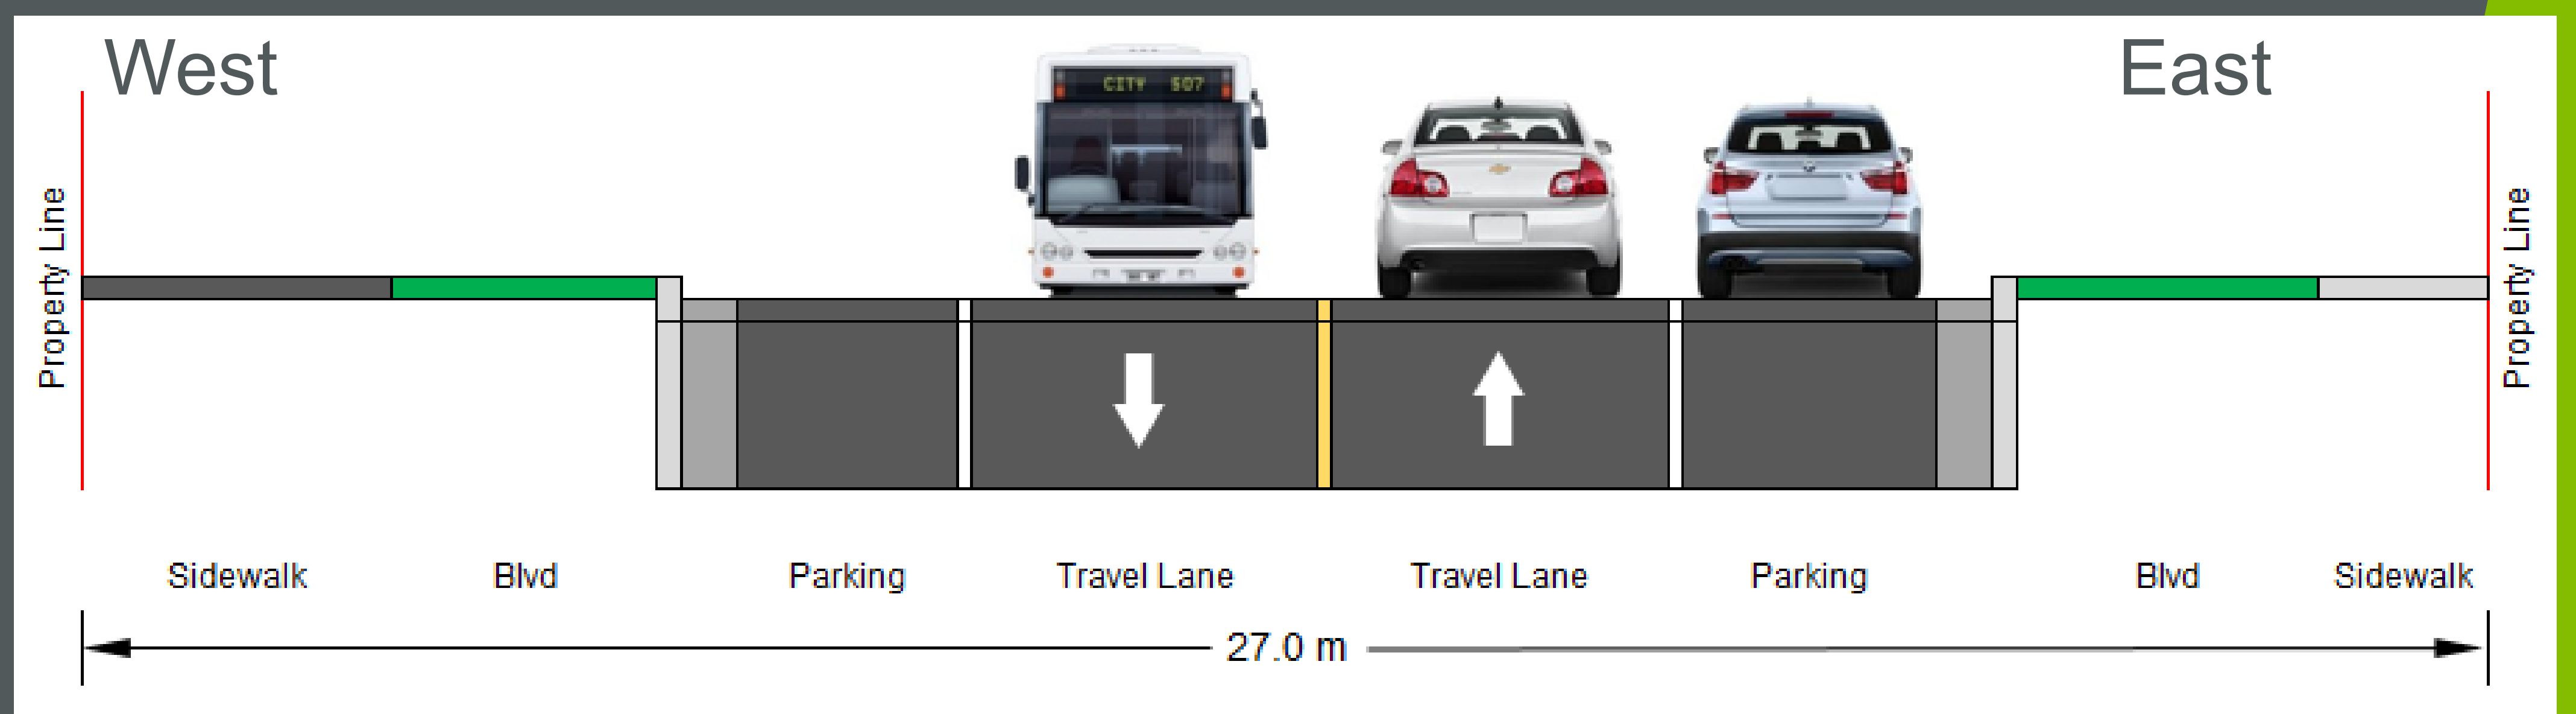 West
East
CITY 507
Property Line
Property Line
Sidewalk
Blvd
Parking
Travel Lane
Travel Lane
Parking
Blvd
Sidewalk
27.0 m